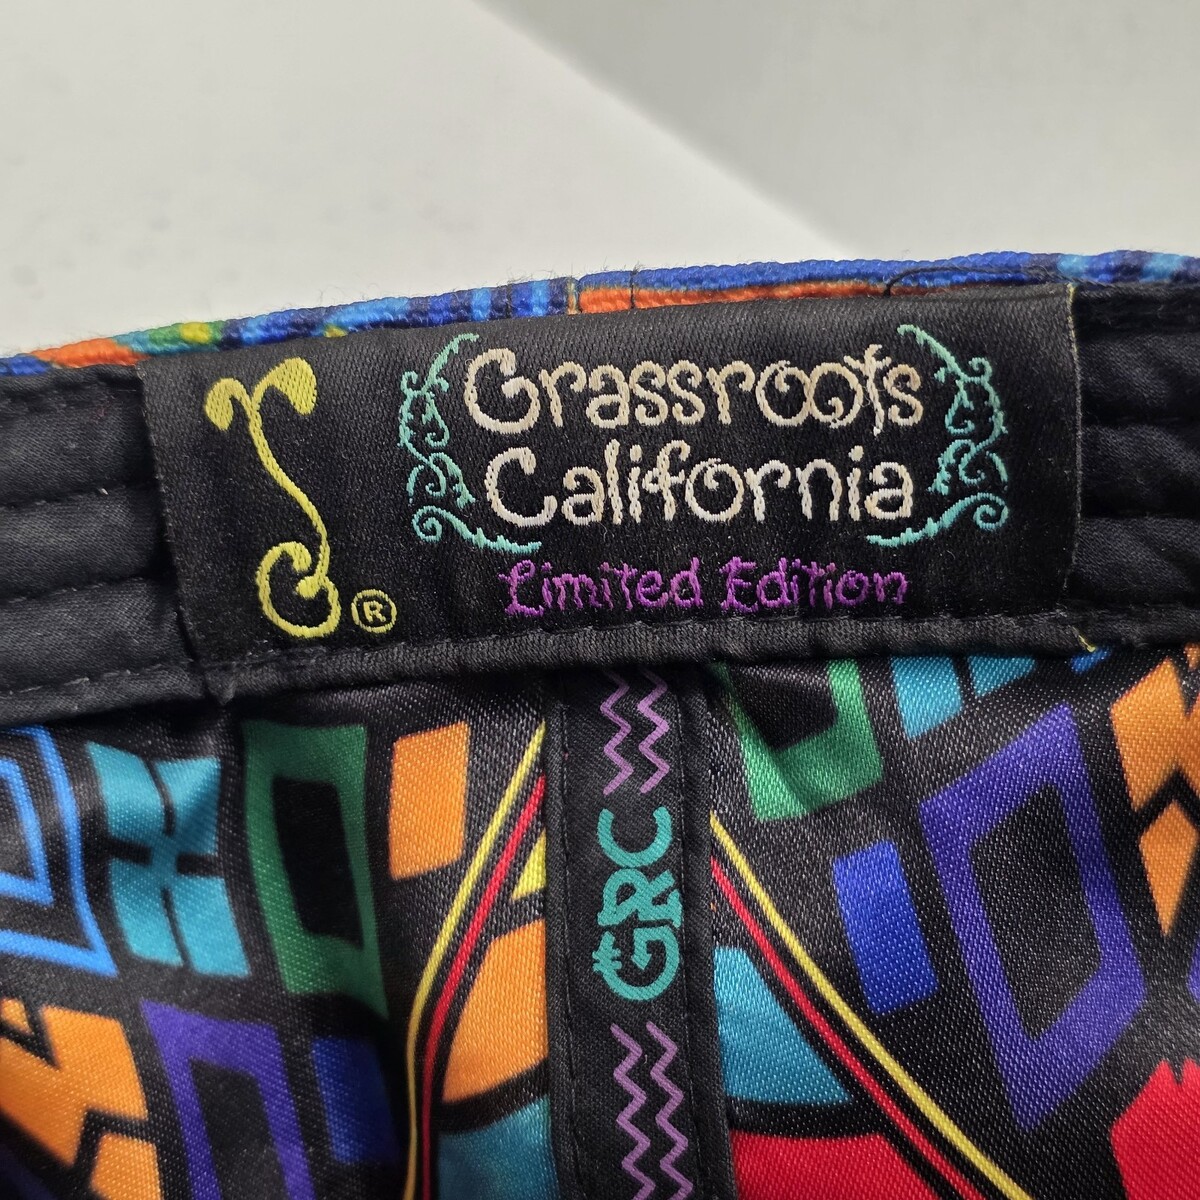 Grassroots
California
Limited Edition
®
GRC